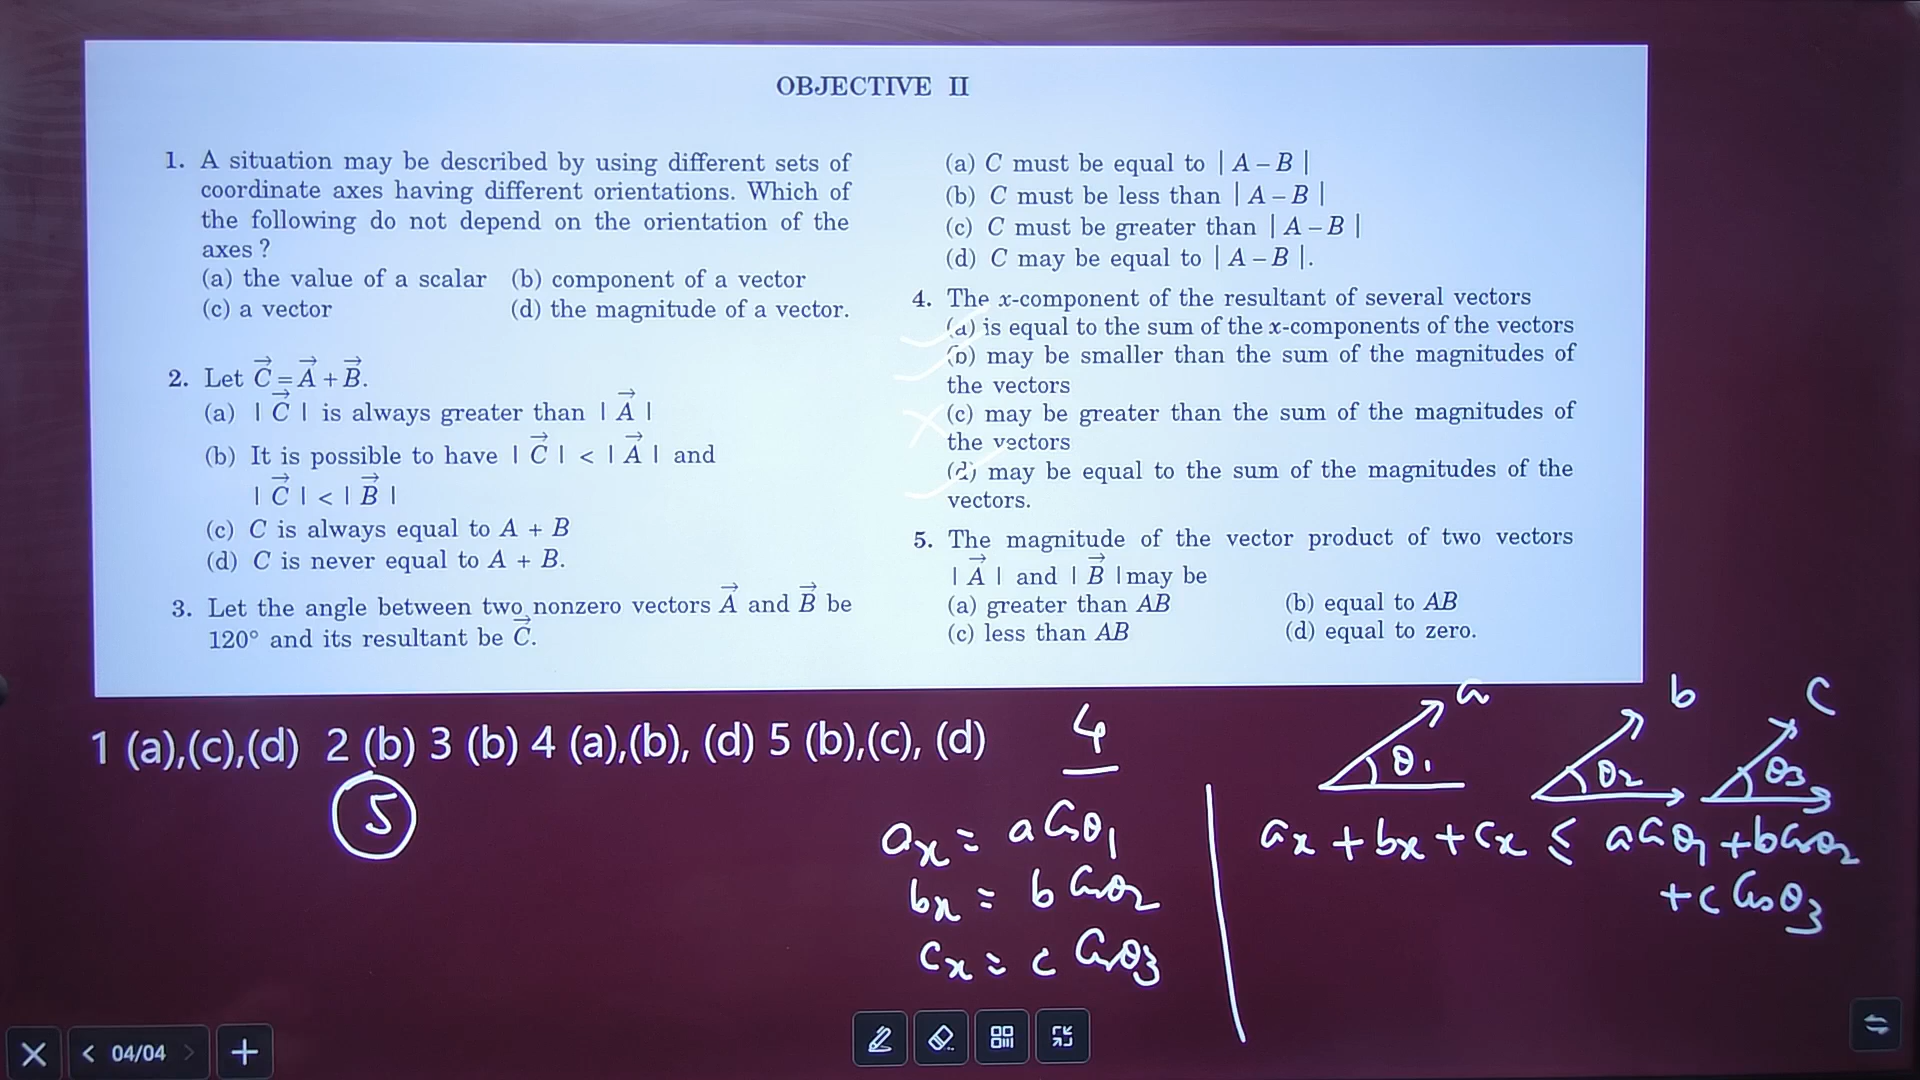 OBJECTIVE II
1. A situation may be described by using different sets of
coordinate axes having different orientations. Which of
the following do not depend on the orientation of the
axes ?
(a) the value of a scalar (b) component of a vector
(c) a vector (d) the magnitude of a vector.
2. Let C⃗ = A⃗ + B⃗.
(a) | C⃗ | is always greater than | A⃗ |
(b) It is possible to have | C⃗ | < | A⃗ | and
| C⃗ | < | B⃗ |
(c) C is always equal to A + B
(d) C is never equal to A + B.
3. Let the angle between two nonzero vectors A⃗ and B⃗ be
120° and its resultant be C⃗.
(a) C must be equal to | A – B |
(b) C must be less than | A – B |
(c) C must be greater than | A – B |
(d) C may be equal to | A – B |.
4. The x-component of the resultant of several vectors
(a) is equal to the sum of the x-components of the vectors
(b) may be smaller than the sum of the magnitudes of
the vectors
(c) may be greater than the sum of the magnitudes of
the vectors
(d) may be equal to the sum of the magnitudes of the
vectors.
5. The magnitude of the vector product of two vectors
| A⃗ | and | B⃗ | may be
(a) greater than AB (b) equal to AB
(c) less than AB (d) equal to zero.
1 (a),(c),(d) 2 (b) 3 (b) 4 (a),(b), (d) 5 (b),(c), (d)
5
4
ax = a Cosθ1
bx = b Cosθ2
cx = c Cosθ3
a b c
θ1 θ2 θ3
ax + bx + cx ≤ a Cosθ1 + b Cosθ2
+ c Cosθ3
04/04